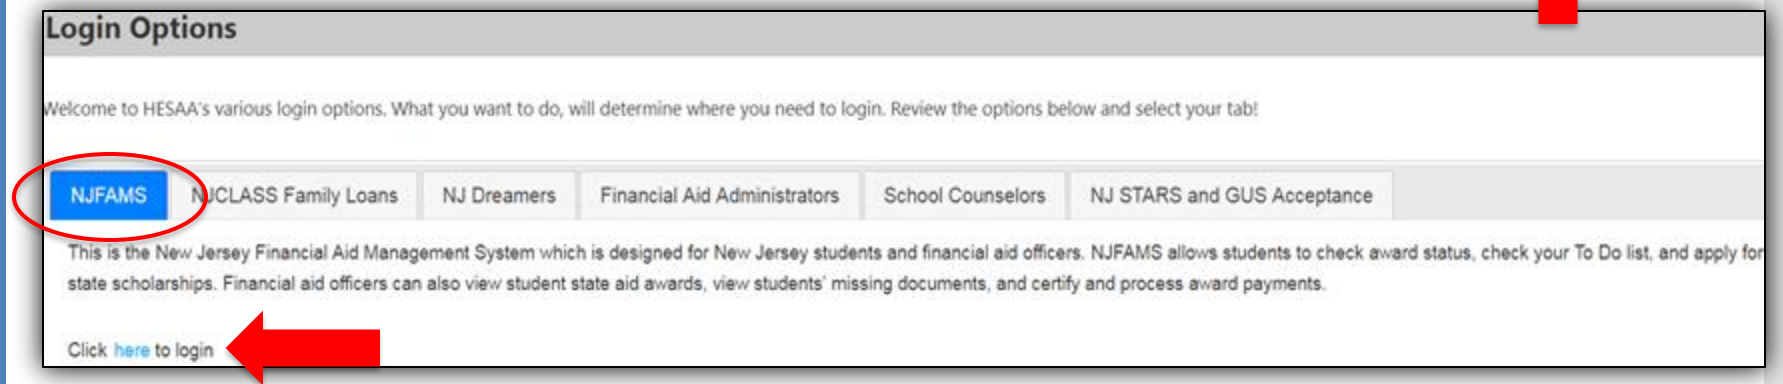 Login Options
Welcome to HESAA's various login options. What you want to do, will determine where you need to login. Review the options below and select your tab!
NJFAMS NJCLASS Family Loans NJ Dreamers Financial Aid Administrators School Counselors NJ STARS and GUS Acceptance
This is the New Jersey Financial Aid Management System which is designed for New Jersey students and financial aid officers. NJFAMS allows students to check award status, check your To Do list, and apply for
state scholarships. Financial aid officers can also view student state aid awards, view students' missing documents, and certify and process award payments.
Click here to login